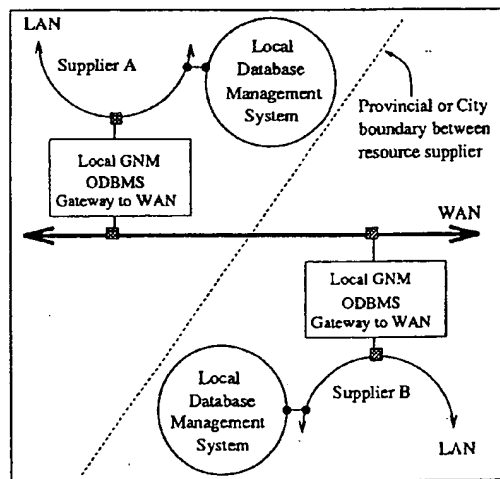 LAN
Supplier A
Local
Database
Management
System
Provincial or City
boundary between
resource supplier
Local GNM
ODBMS
Gateway to WAN
WAN
Local GNM
ODBMS
Gateway to WAN
Local
Database
Management
System
Supplier B
LAN